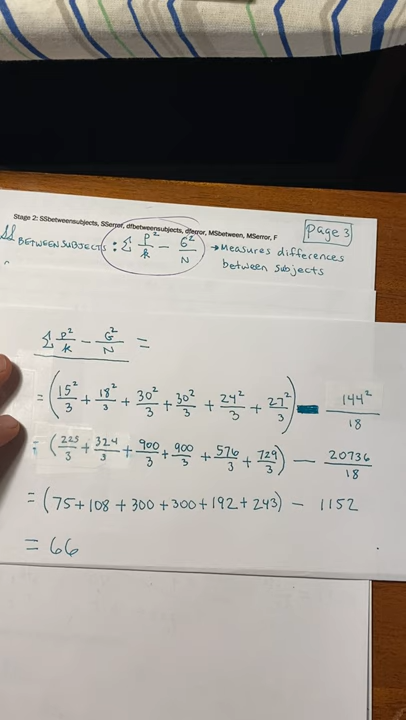 Stage 2: SSbetweensubjects, SSerror, dfbetweensubjects, dferror, MSbetween, MSerror, F
Page 3
SS BETWEEN SUBJECTS : Σ P²/k − G²/N → Measures differences
between subjects
Σ P²/k − G²/N =
= (15²/3 + 18²/3 + 30²/3 + 30²/3 + 24²/3 + 27²/3) − 144²/18
= (225/3 + 324/3 + 900/3 + 900/3 + 576/3 + 729/3) − 20736/18
= (75 + 108 + 300 + 300 + 192 + 243) − 1152
= 66